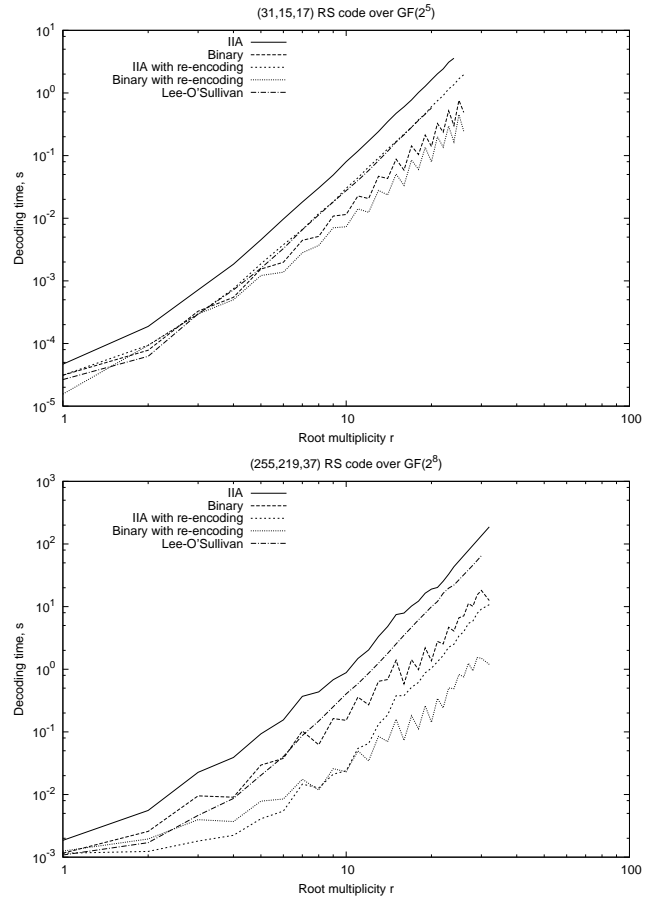 (31,15,17) RS code over GF(2^5)
10^1
10^0
10^-1
10^-2
10^-3
10^-4
10^-5
Decoding time, s
IIA
Binary
IIA with re-encoding
Binary with re-encoding
Lee-O'Sullivan
1 10 100
Root multiplicity r
(255,219,37) RS code over GF(2^8)
10^3
10^2
10^1
10^0
10^-1
10^-2
10^-3
Decoding time, s
IIA
Binary
IIA with re-encoding
Binary with re-encoding
Lee-O'Sullivan
1 10 100
Root multiplicity r